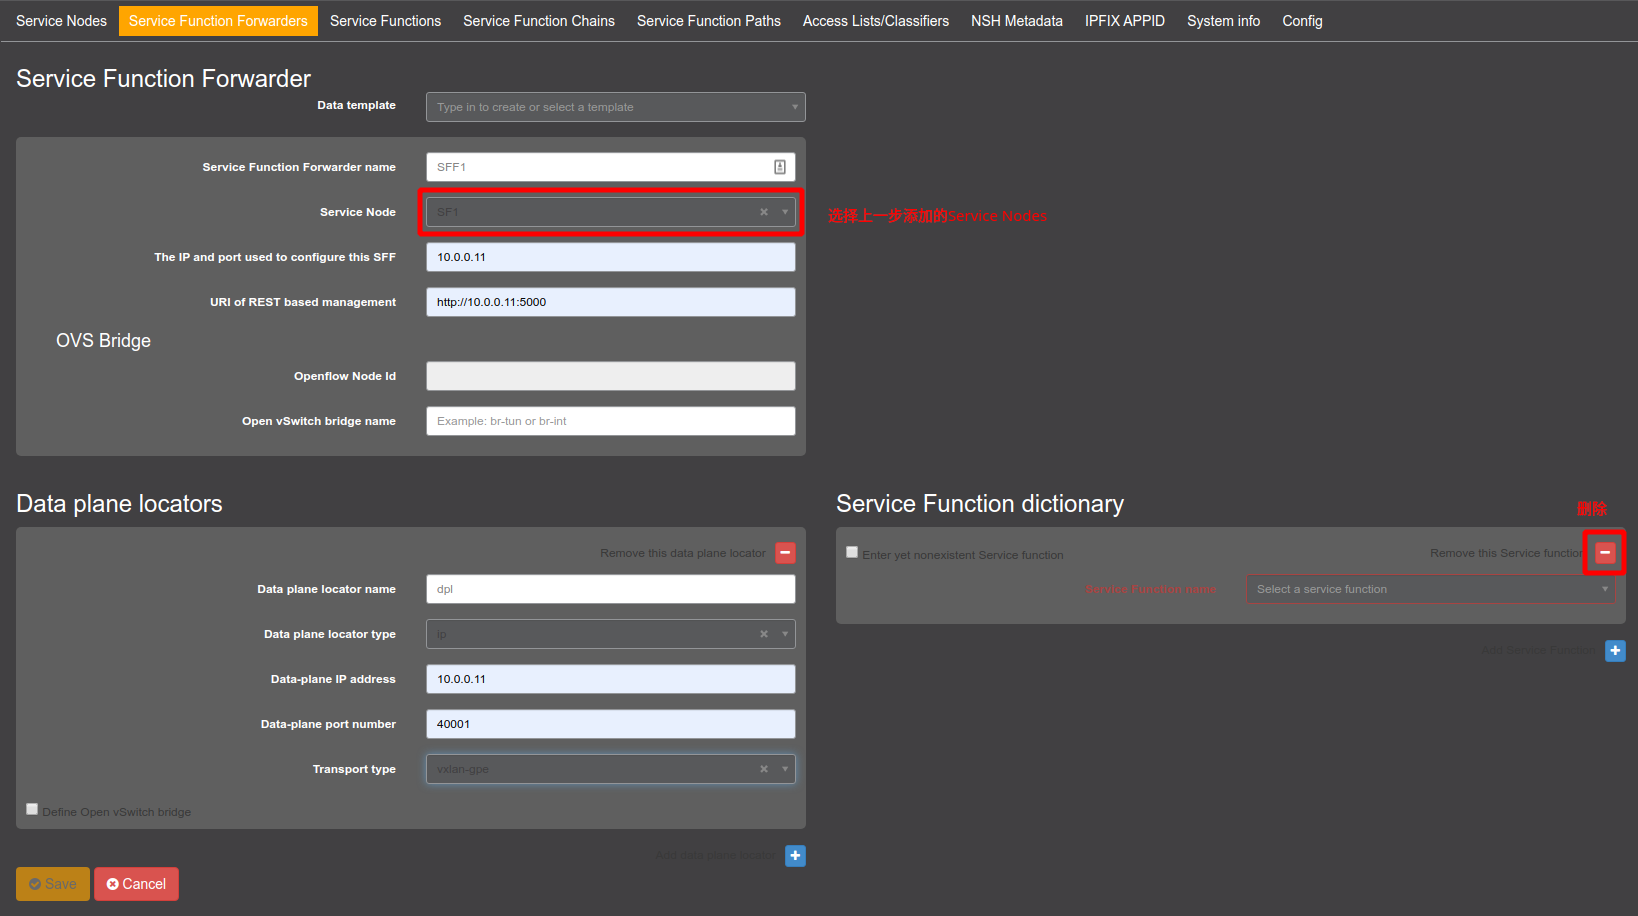 Service Nodes Service Function Forwarders Service Functions Service Function Chains Service Function Paths Access Lists/Classifiers NSH Metadata IPFIX APPID System info Config
Service Function Forwarder
Data template Type in to create or select a template
Service Function Forwarder name SFF1
Service Node SF1
选择上一步添加的Service Nodes
The IP and port used to configure this SFF 10.0.0.11
URI of REST based management http://10.0.0.11:5000
OVS Bridge
Openflow Node Id
Open vSwitch bridge name Example: br-tun or br-int
Data plane locators
Remove this data plane locator
Data plane locator name dpl
Data plane locator type ip
Data-plane IP address 10.0.0.11
Data-plane port number 40001
Transport type vxlan-gpe
Define Open vSwitch bridge
Add data plane locator
Save Cancel
Service Function dictionary
删除
Enter yet nonexistent Service function Remove this Service function
Service Function name Select a service function
Add Service Function